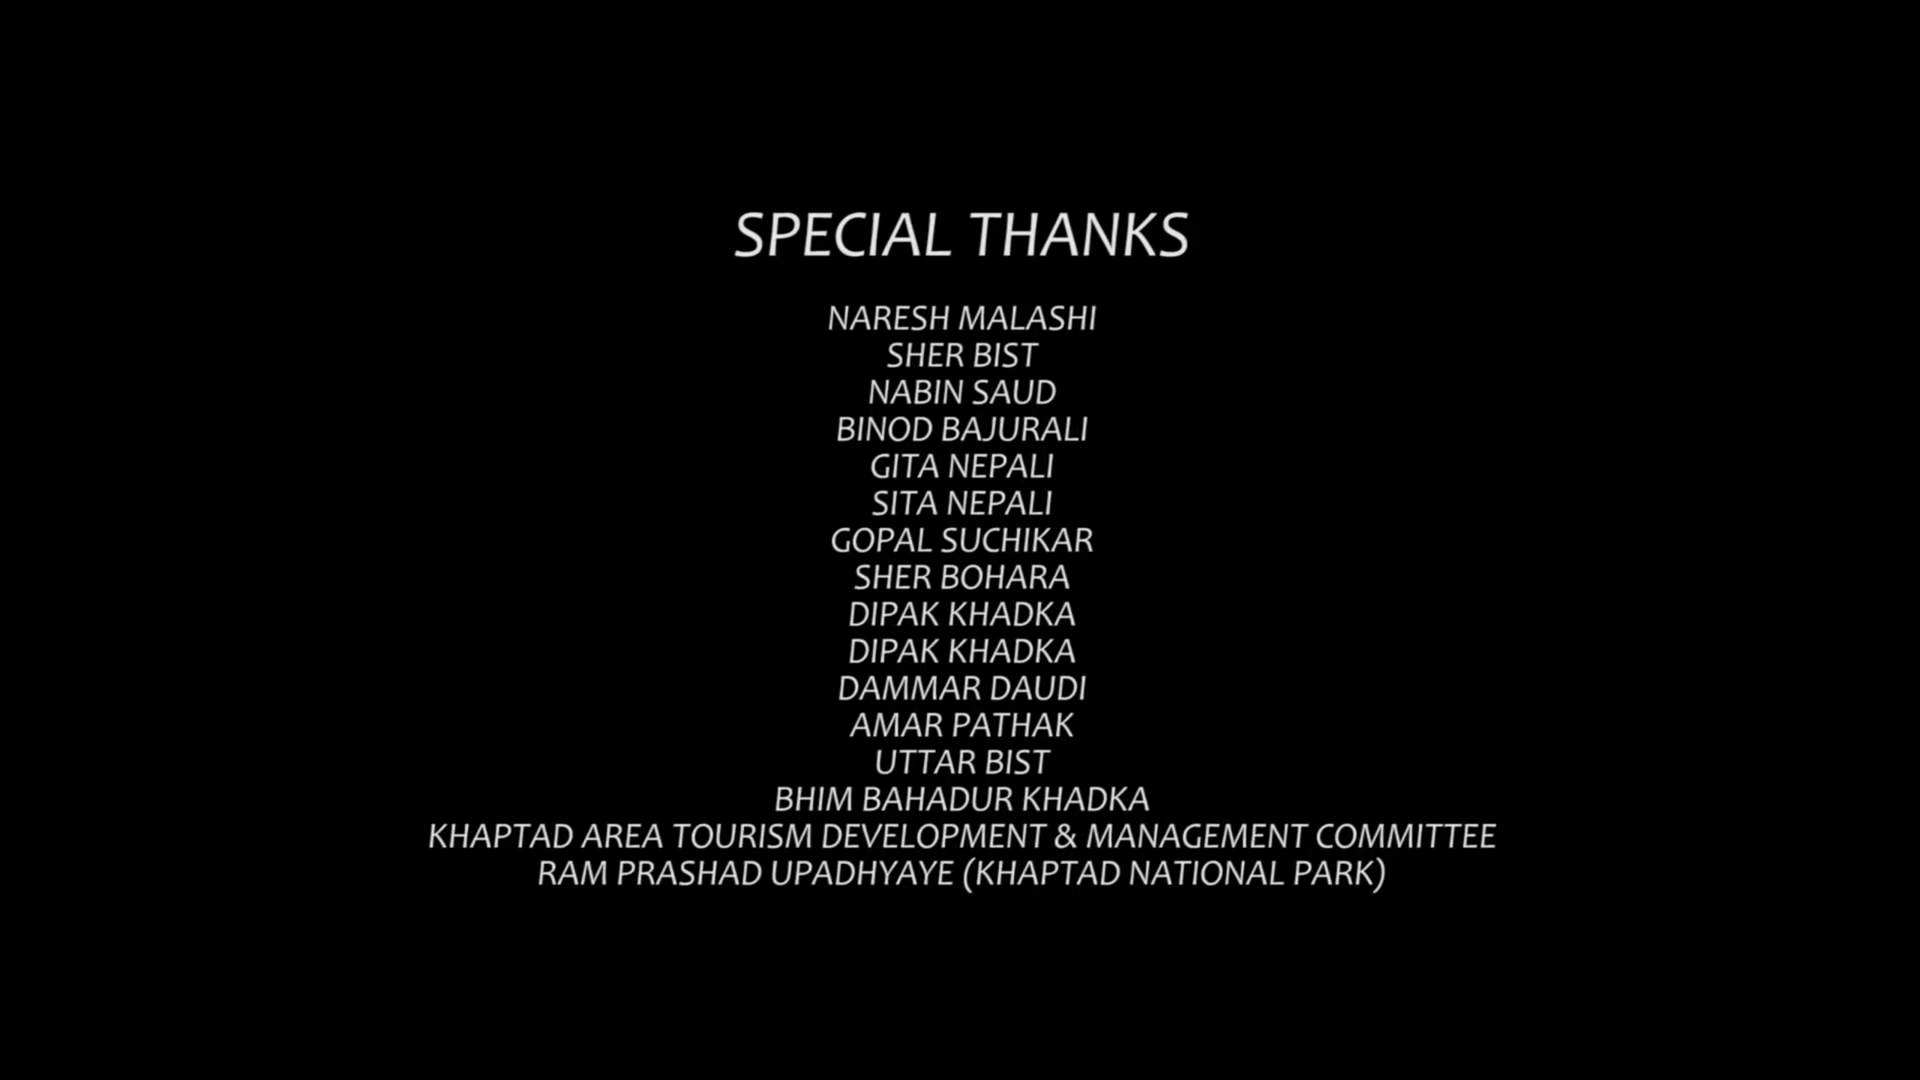 SPECIAL THANKS
NARESH MALASHI
SHER BIST
NABIN SAUD
BINOD BAJURALI
GITA NEPALI
SITA NEPALI
GOPAL SUCHIKAR
SHER BOHARA
DIPAK KHADKA
DIPAK KHADKA
DAMMAR DAUDI
AMAR PATHAK
UTTAR BIST
BHIM BAHADUR KHADKA
KHAPTAD AREA TOURISM DEVELOPMENT & MANAGEMENT COMMITTEE
RAM PRASHAD UPADHYAYE (KHAPTAD NATIONAL PARK)